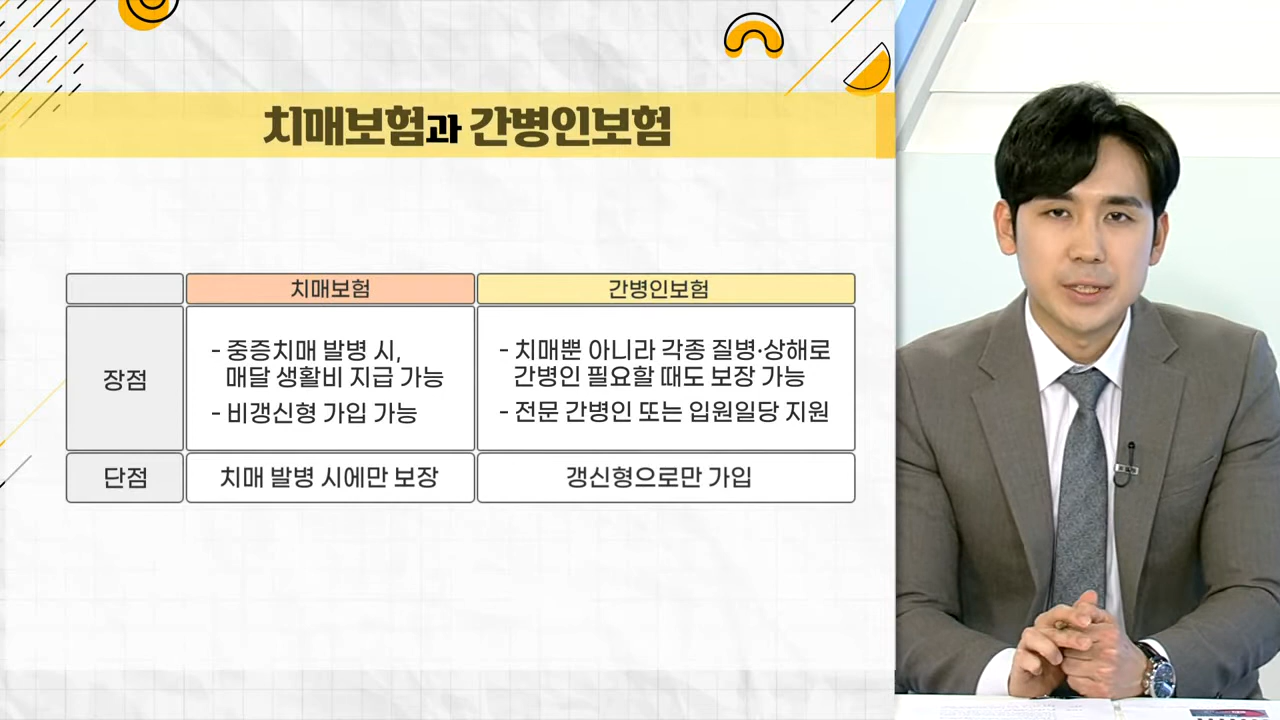 치매보험과 간병인보험
치매보험
간병인보험
장점
- 중증치매 발병 시,
매달 생활비 지급 가능
- 비갱신형 가입 가능
- 치매뿐 아니라 각종 질병·상해로
간병인 필요할 때도 보장 가능
- 전문 간병인 또는 입원일당 지원
단점
치매 발병 시에만 보장
갱신형으로만 가입